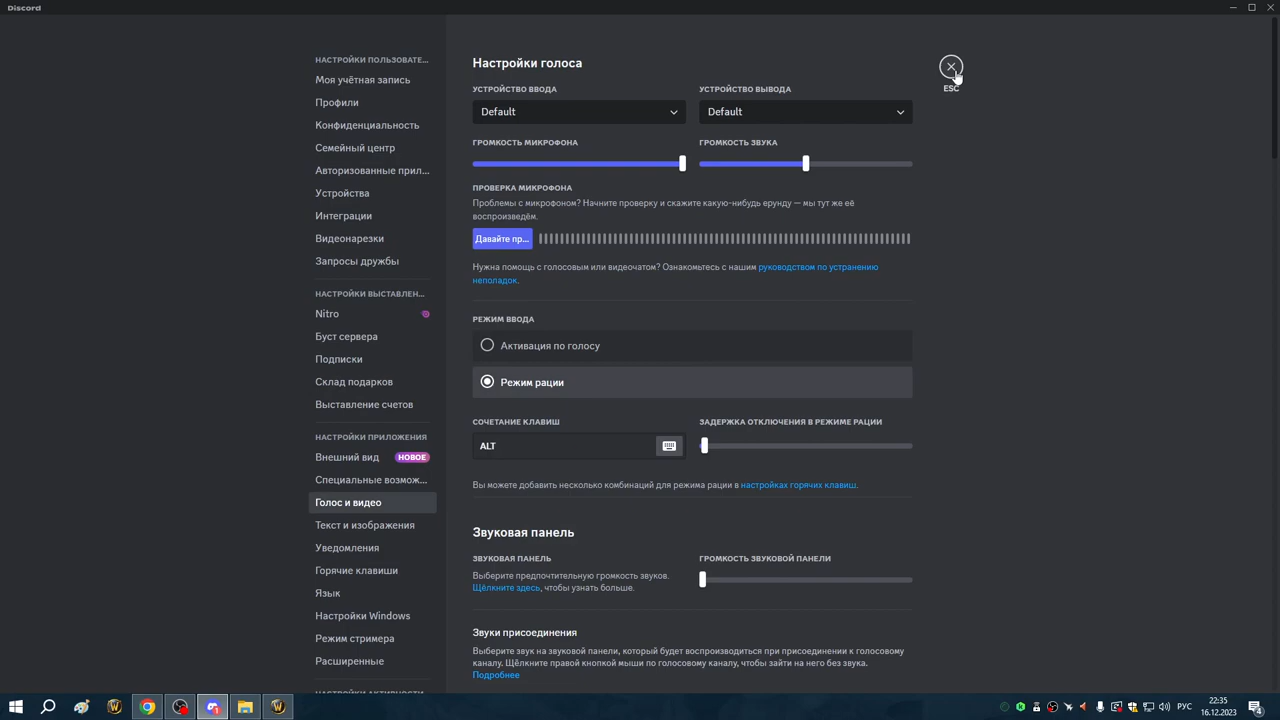 Discord
НАСТРОЙКИ ПОЛЬЗОВАТЕ...
Моя учётная запись
Профили
Конфиденциальность
Семейный центр
Авторизованные прил...
Устройства
Интеграции
Видеонарезки
Запросы дружбы
НАСТРОЙКИ ВЫСТАВЛЕН...
Nitro
Буст сервера
Подписки
Склад подарков
Выставление счетов
НАСТРОЙКИ ПРИЛОЖЕНИЯ
Внешний вид НОВОЕ
Специальные возмож...
Голос и видео
Текст и изображения
Уведомления
Горячие клавиши
Язык
Настройки Windows
Режим стримера
Расширенные
НАСТРОЙКИ АКТИВНОСТИ
Настройки голоса
ESC
УСТРОЙСТВО ВВОДА УСТРОЙСТВО ВЫВОДА
Default Default
ГРОМКОСТЬ МИКРОФОНА ГРОМКОСТЬ ЗВУКА
ПРОВЕРКА МИКРОФОНА
Проблемы с микрофоном? Начните проверку и скажите какую-нибудь ерунду — мы тут же её
воспроизведём.
Давайте пр...
Нужна помощь с голосовым или видеочатом? Ознакомьтесь с нашим руководством по устранению
неполадок.
РЕЖИМ ВВОДА
Активация по голосу
Режим рации
СОЧЕТАНИЕ КЛАВИШ ЗАДЕРЖКА ОТКЛЮЧЕНИЯ В РЕЖИМЕ РАЦИИ
ALT
Вы можете добавить несколько комбинаций для режима рации в настройках горячих клавиш.
Звуковая панель
ЗВУКОВАЯ ПАНЕЛЬ ГРОМКОСТЬ ЗВУКОВОЙ ПАНЕЛИ
Выберите предпочтительную громкость звуков.
Щёлкните здесь, чтобы узнать больше.
Звуки присоединения
Выберите звук на звуковой панели, который будет воспроизводиться при присоединении к голосовому
каналу. Щёлкните правой кнопкой мыши по голосовому каналу, чтобы зайти на него без звука.
Подробнее
РУС
22:35
16.12.2023